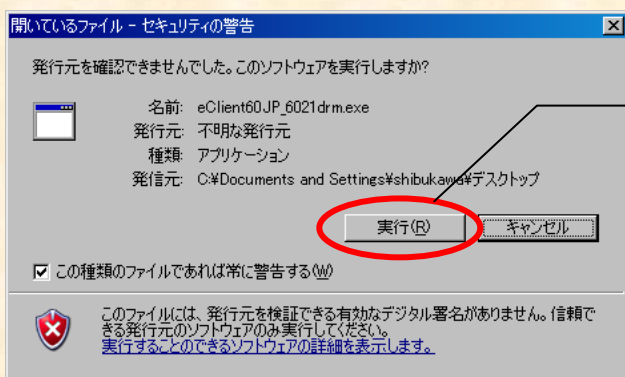 開いているファイル - セキュリティの警告
発行元を確認できませんでした。このソフトウェアを実行しますか?
名前: eClient60JP_6021drm.exe
発行元: 不明な発行元
種類: アプリケーション
発信元: C:¥Documents and Settings¥shibukawa¥デスクトップ
実行(R) キャンセル
この種類のファイルであれば常に警告する(W)
このファイルには、発行元を検証できる有効なデジタル署名がありません。信頼で
きる発行元のソフトウェアのみ実行してください。
実行することのできるソフトウェアの詳細を表示します。